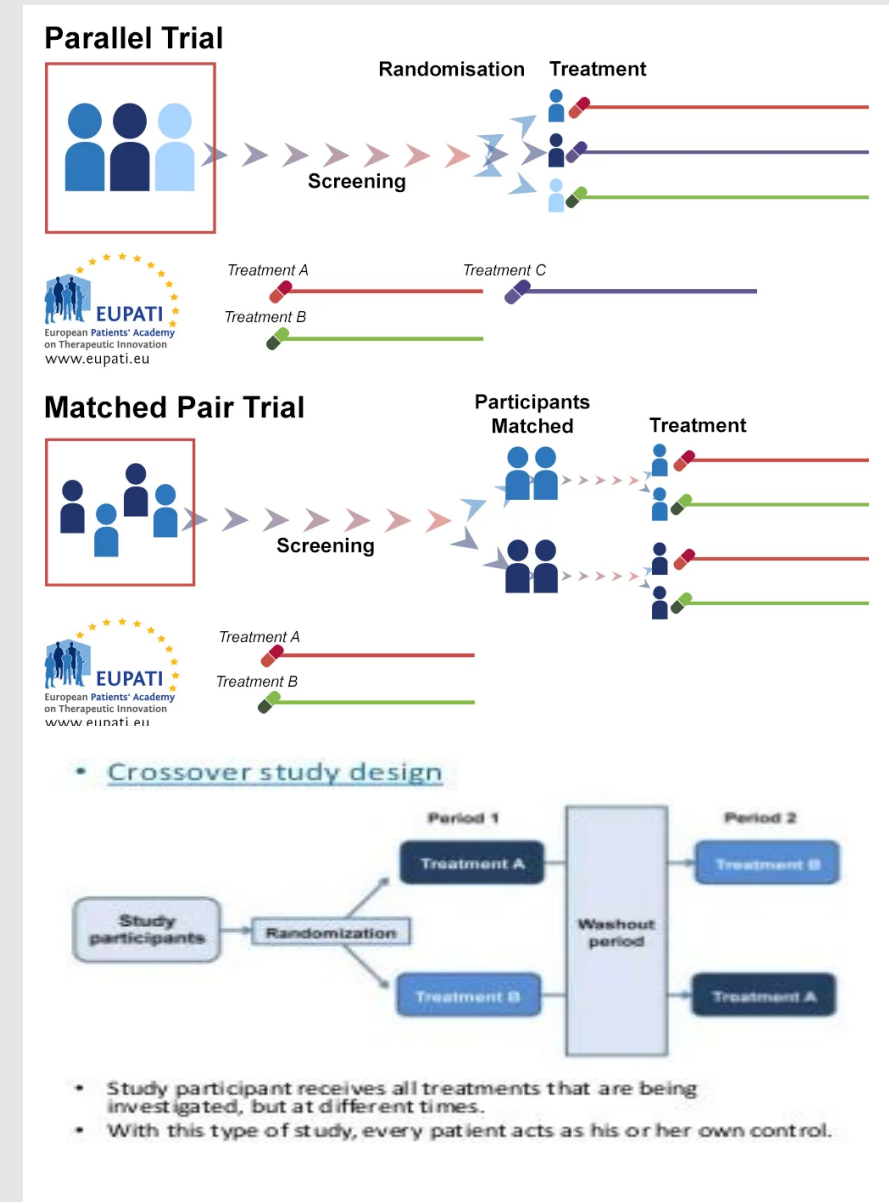 Parallel Trial
Randomisation Treatment
Screening
Treatment A
Treatment C
Treatment B
EUPATI
European Patients' Academy
on Therapeutic Innovation
www.eupati.eu
Matched Pair Trial
Participants
Matched
Treatment
Screening
Treatment A
Treatment B
EUPATI
European Patients' Academy
on Therapeutic Innovation
www.eupati.eu
• Crossover study design
Period 1
Period 2
Treatment A
Treatment B
Study
participants
Randomization
Washout
period
Treatment B
Treatment A
• Study participant receives all treatments that are being
investigated, but at different times.
• With this type of study, every patient acts as his or her own control.